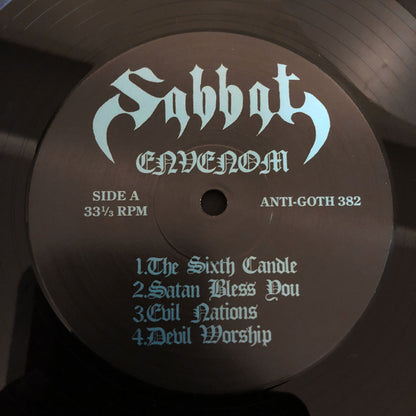 Sabbat
ENVENOM
SIDE A
33⅓ RPM
ANTI-GOTH 382
1.The Sixth Candle
2.Satan Bless You
3.Evil Nations
4.Devil Worship